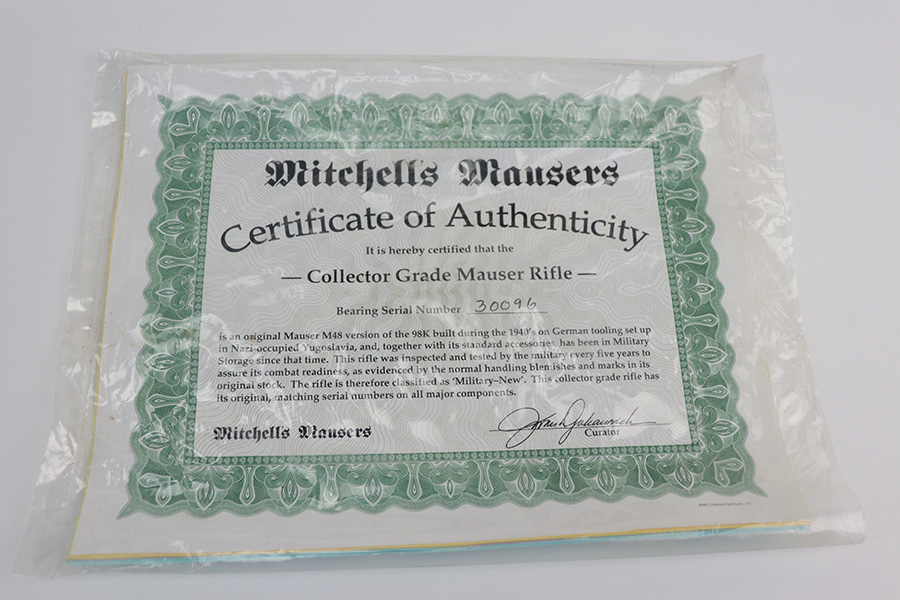 Mitchell's Mausers
Certificate of Authenticity
It is hereby certified that the
— Collector Grade Mauser Rifle —
Bearing Serial Number 30096
is an original Mauser M48 version of the 98K built during the 1940's on German tooling set up
in Nazi-occupied Yugoslavia, and, together with its standard accessories, has been in Military
Storage since that time. This rifle was inspected and tested by the military every five years to
assure its combat readiness, as evidenced by the normal handling blemishes and marks in its
original stock. The rifle is therefore classified as 'Military–New'. This collector grade rifle has
its original, matching serial numbers on all major components.
Mitchell's Mausers
Curator